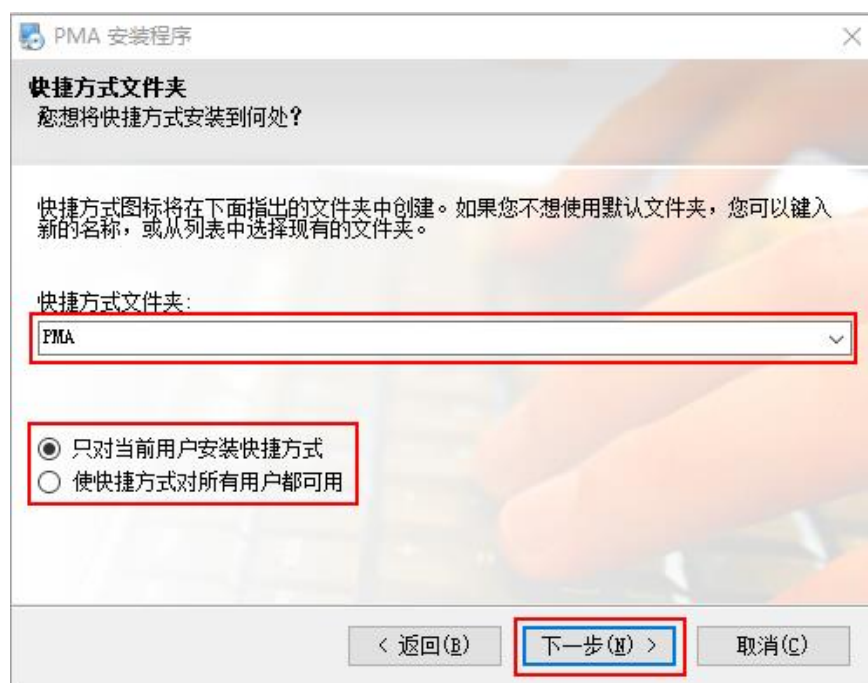 PMA 安装程序
快捷方式文件夹
您想将快捷方式安装到何处?
快捷方式图标将在下面指出的文件夹中创建。如果您不想使用默认文件夹，您可以键入
新的名称，或从列表中选择现有的文件夹。
快捷方式文件夹:
PMA
只对当前用户安装快捷方式
使快捷方式对所有用户都可用
< 返回(B) 下一步(N) > 取消(C)